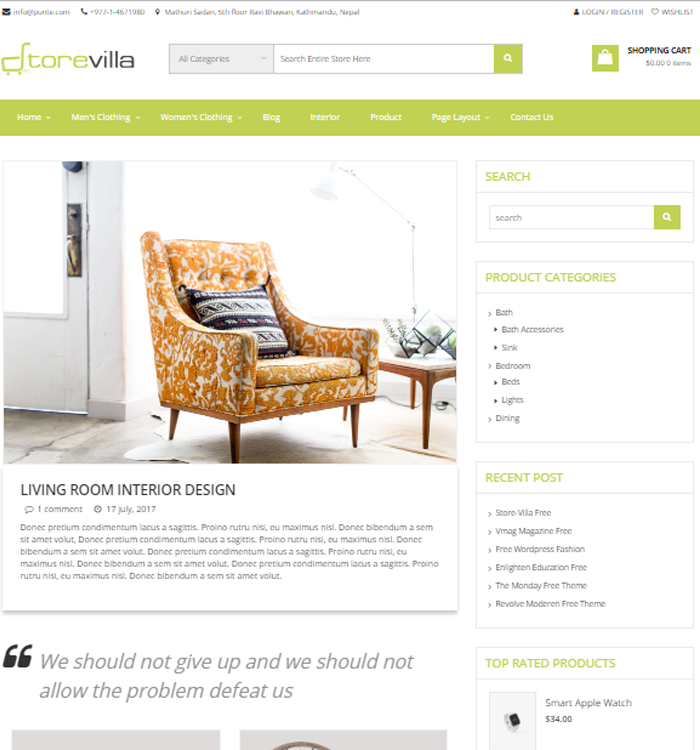 info@punte.com +977-1-4671980 Mathuri Sadan, 5th floor Ravi Bhawan, Kathmandu, Nepal LOGIN / REGISTER WISHLIST
storevilla
All Categories Search Entire Store Here
SHOPPING CART
$0.00 0 items
Home Men's Clothing Women's Clothing Blog Interior Product Page Layout Contact Us
LIVING ROOM INTERIOR DESIGN
1 comment 17 July, 2017
Donec pretium condimentum lacus a sagittis. Proino rutru nisi, eu maximus nisl. Donec bibendum a sem
sit amet volut, Donec pretium condimentum lacus a sagittis. Proino rutru nisi, eu maximus nisl. Donec
bibendum a sem sit amet volut. Donec pretium condimentum lacus a sagittis. Proino rutru nisi, eu
maximus nisl. Donec bibendum a sem sit amet volut. Donec pretium condimentum lacus a sagittis. Proino
rutru nisi, eu maximus nisl. Donec bibendum a sem sit amet volut.
We should not give up and we should not
allow the problem defeat us
SEARCH
search
PRODUCT CATEGORIES
Bath
Bath Accessories
Sink
Bedroom
Beds
Lights
Dining
RECENT POST
Store-Villa Free
Vmag Magazine Free
Free Wordpress Fashion
Enlighten Education Free
The Monday Free Theme
Revolve Moderen Free Theme
TOP RATED PRODUCTS
Smart Apple Watch
$34.00